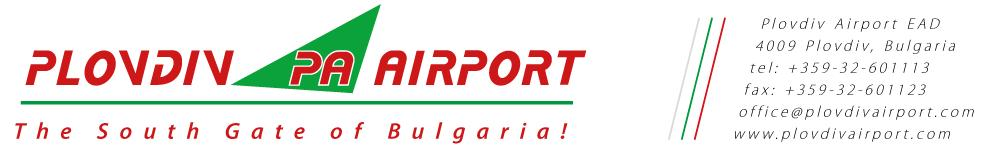 PLOVDIV PA AIRPORT
The South Gate of Bulgaria!
Plovdiv Airport EAD
4009 Plovdiv, Bulgaria
tel: +359-32-601113
fax: +359-32-601123
office@plovdivairport.com
www.plovdivairport.com